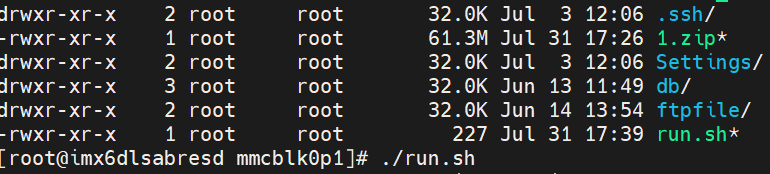 drwxr-xr-x 2 root root 32.0K Jul 3 12:06 .ssh/
-rwxr-xr-x 1 root root 61.3M Jul 31 17:26 1.zip*
drwxr-xr-x 2 root root 32.0K Jul 3 12:06 Settings/
drwxr-xr-x 3 root root 32.0K Jun 13 11:49 db/
drwxr-xr-x 2 root root 32.0K Jun 14 13:54 ftpfile/
-rwxr-xr-x 1 root root 227 Jul 31 17:39 run.sh*
[root@imx6dlsabresd mmcblk0p1]# ./run.sh